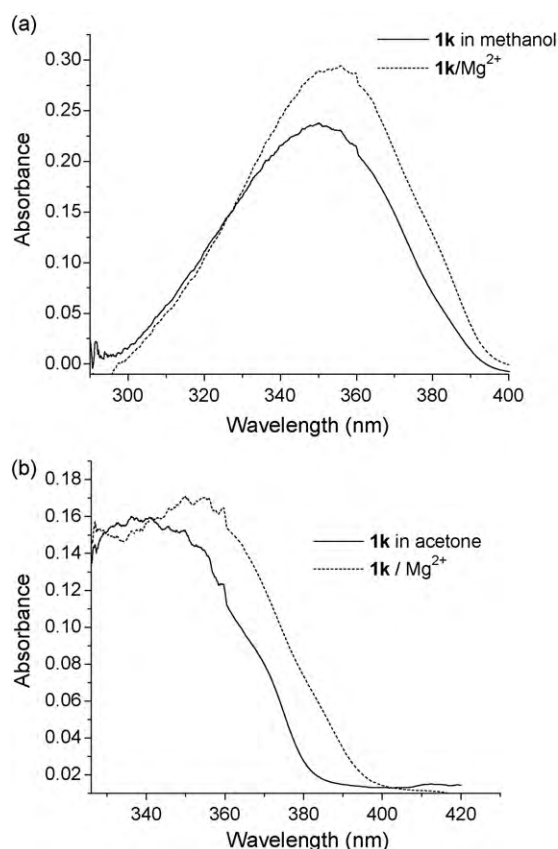 (a)
1k in methanol
1k/Mg²⁺
0.30
0.25
0.20
0.15
0.10
0.05
0.00
Absorbance
300 320 340 360 380 400
Wavelength (nm)
(b)
0.18
0.16
0.14
0.12
0.10
0.08
0.06
0.04
0.02
Absorbance
1k in acetone
1k / Mg²⁺
340 360 380 400 420
Wavelength (nm)